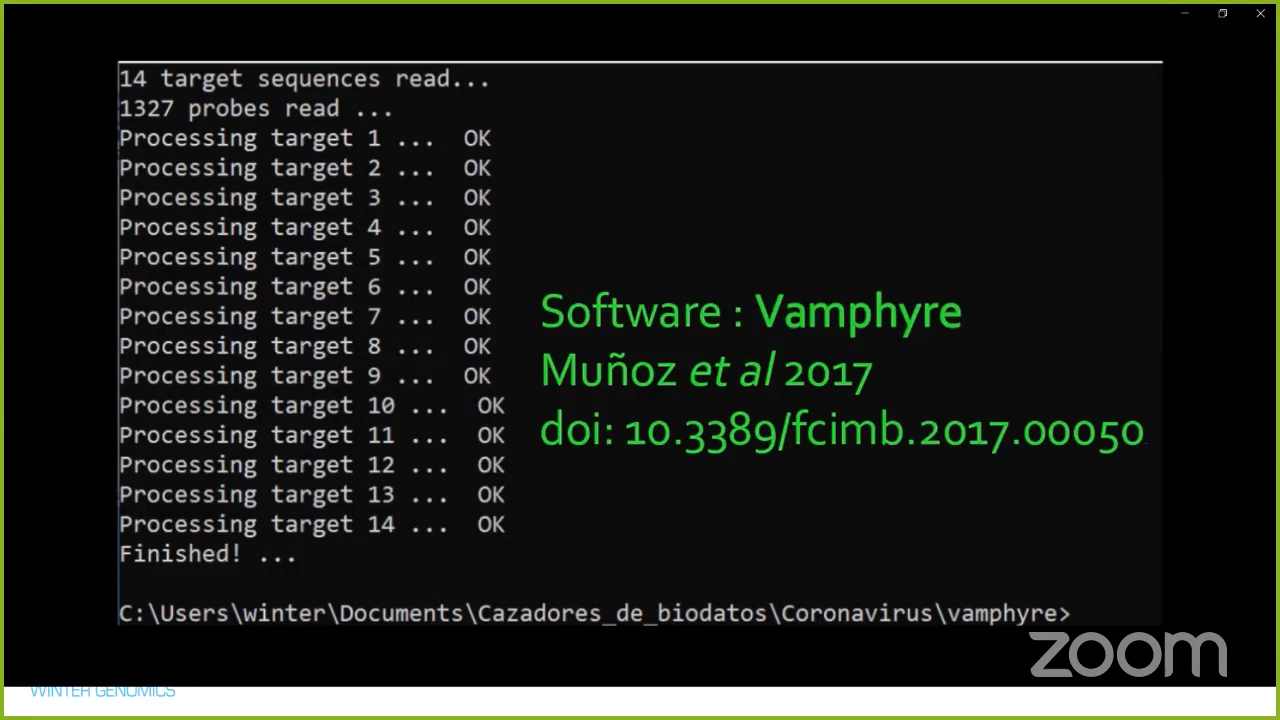 14 target sequences read...
1327 probes read ...
Processing target 1 ... OK
Processing target 2 ... OK
Processing target 3 ... OK
Processing target 4 ... OK
Processing target 5 ... OK
Processing target 6 ... OK
Processing target 7 ... OK
Processing target 8 ... OK
Processing target 9 ... OK
Processing target 10 ... OK
Processing target 11 ... OK
Processing target 12 ... OK
Processing target 13 ... OK
Processing target 14 ... OK
Finished! ...
C:\Users\winter\Documents\Cazadores_de_biodatos\Coronavirus\vamphyre>
Software : Vamphyre
Muñoz et al 2017
doi: 10.3389/fcimb.2017.00050
zoom
WINTER GENOMICS